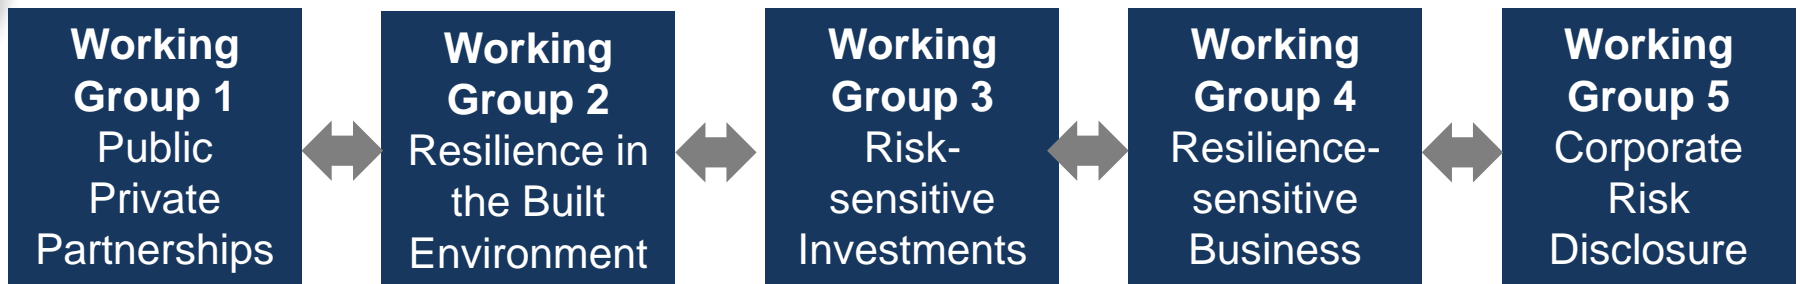 Working
Group 1
Public
Private
Partnerships
Working
Group 2
Resilience in
the Built
Environment
Working
Group 3
Risk-
sensitive
Investments
Working
Group 4
Resilience-
sensitive
Business
Working
Group 5
Corporate
Risk
Disclosure